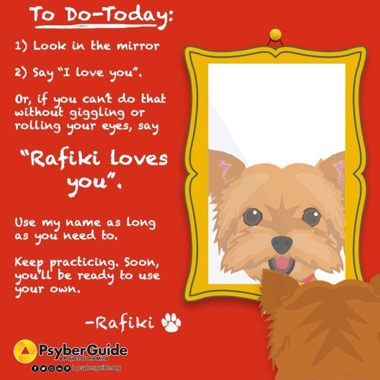 To Do-Today:
1) Look in the mirror
2) Say “I love you”.
Or, if you can't do that
without giggling or
rolling your eyes, say
“Rafiki loves
you”.
Use my name as long
as you need to.
Keep practicing. Soon,
you'll be ready to use
your own.
-Rafiki
PsyberGuide
A Project of One Mind
psyberguide.org